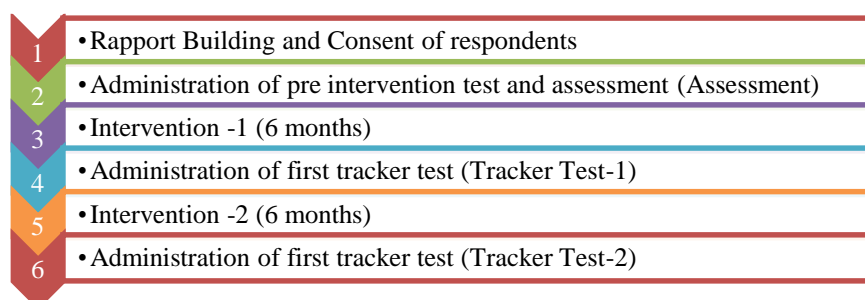 1
•Rapport Building and Consent of respondents
2
•Administration of pre intervention test and assessment (Assessment)
3
•Intervention -1 (6 months)
4
•Administration of first tracker test (Tracker Test-1)
5
•Intervention -2 (6 months)
6
•Administration of first tracker test (Tracker Test-2)